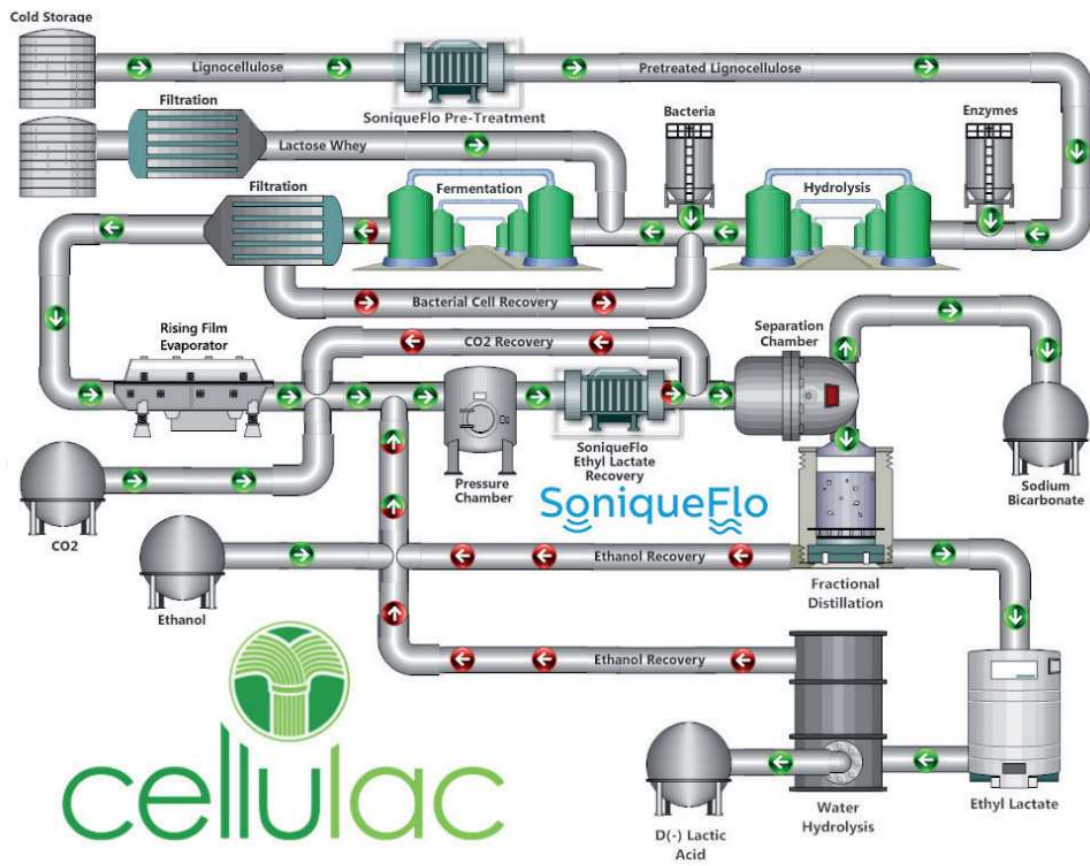 Cold Storage
Lignocellulose
Pretreated Lignocellulose
SoniqueFlo Pre-Treatment
Filtration
Lactose Whey
Bacteria
Enzymes
Filtration
Fermentation
Hydrolysis
Bacterial Cell Recovery
Rising Film
Evaporator
CO2 Recovery
Separation
Chamber
SoniqueFlo
Ethyl Lactate
Recovery
Pressure
Chamber
SoniqueFlo
Sodium
Bicarbonate
CO2
Ethanol
Ethanol Recovery
Fractional
Distillation
Ethanol Recovery
cellulac
D(-) Lactic
Acid
Water
Hydrolysis
Ethyl Lactate